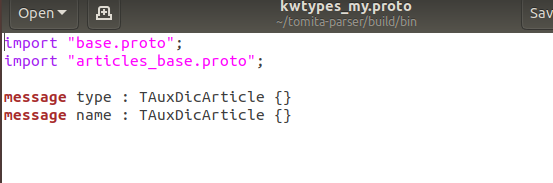 Open
kwtypes_my.proto
~/tomita-parser/build/bin
Sav
import "base.proto";
import "articles_base.proto";
message type : TAuxDicArticle {}
message name : TAuxDicArticle {}